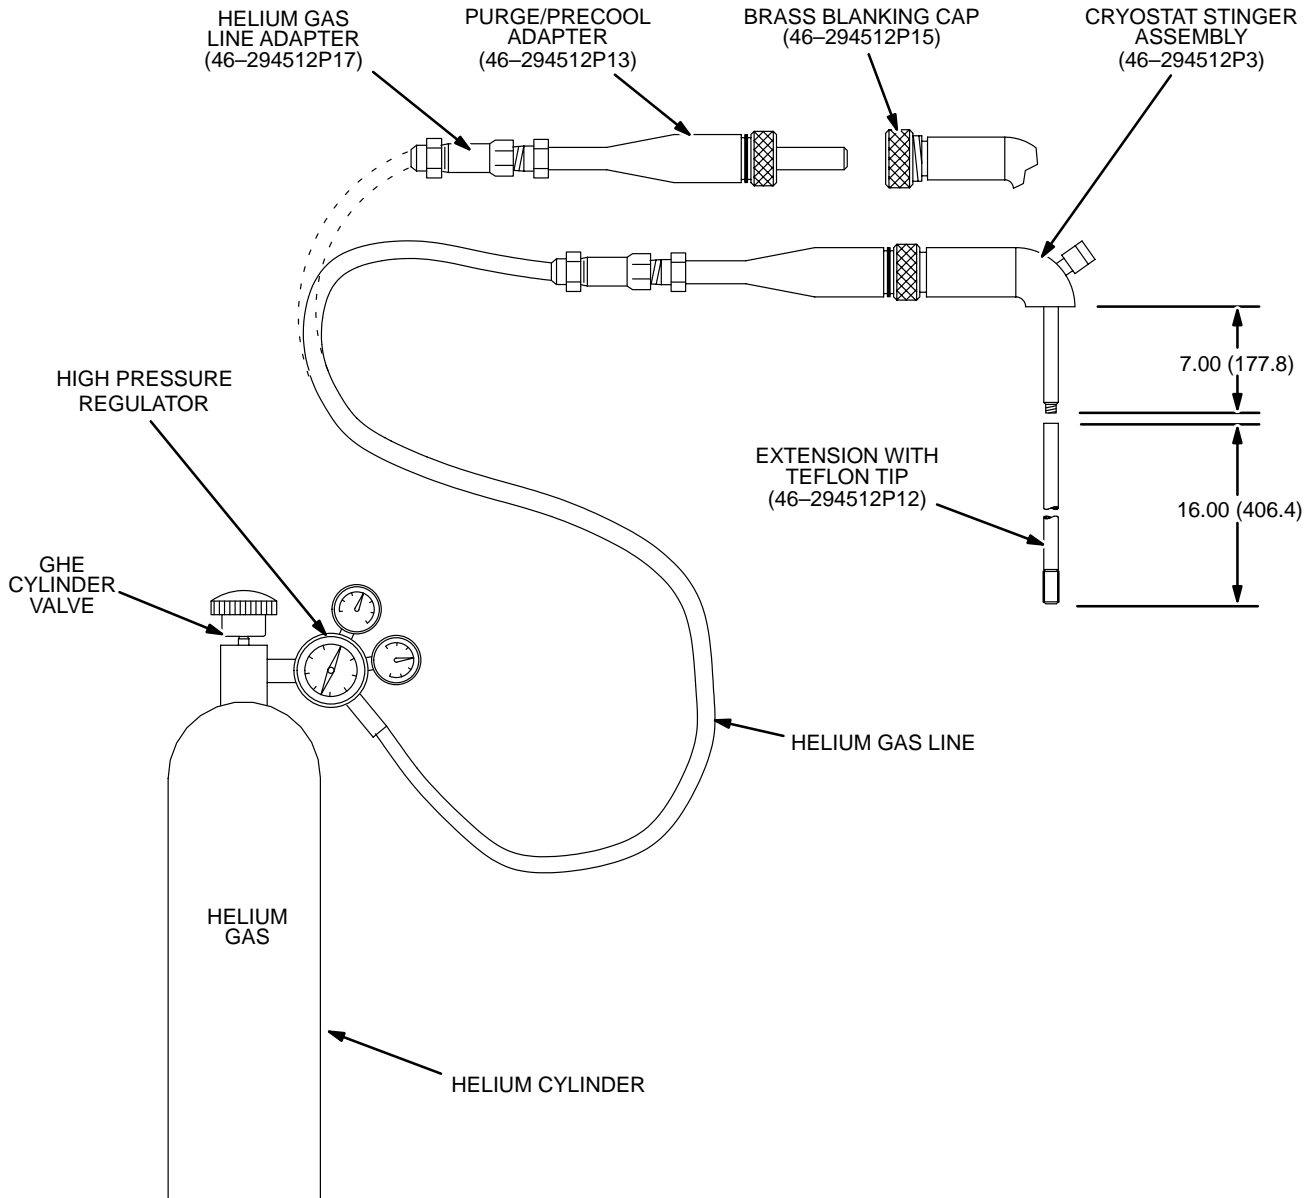 HELIUM GAS
LINE ADAPTER
(46–294512P17)
PURGE/PRECOOL
ADAPTER
(46–294512P13)
BRASS BLANKING CAP
(46–294512P15)
CRYOSTAT STINGER
ASSEMBLY
(46–294512P3)
7.00 (177.8)
HIGH PRESSURE
REGULATOR
EXTENSION WITH
TEFLON TIP
(46–294512P12)
16.00 (406.4)
GHE
CYLINDER
VALVE
HELIUM GAS LINE
HELIUM
GAS
HELIUM CYLINDER